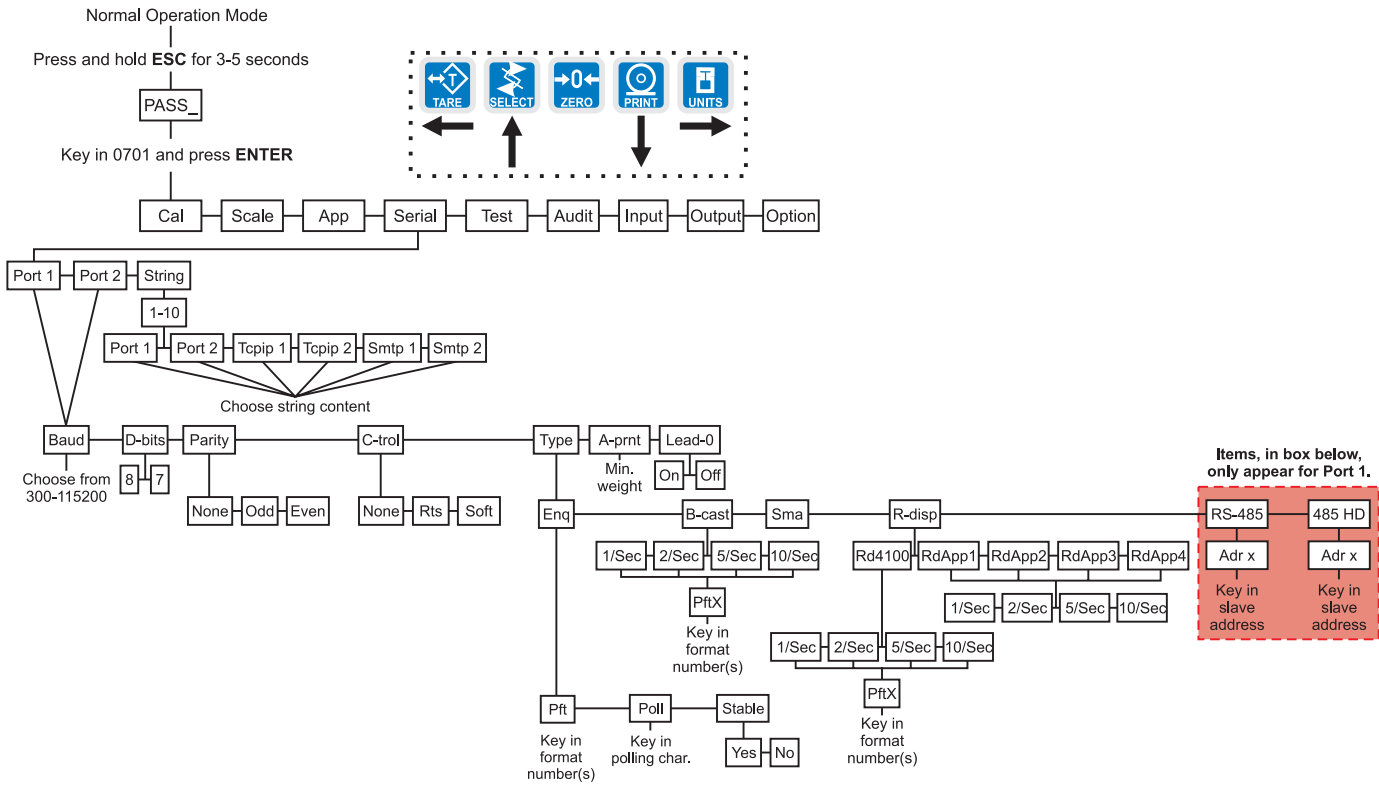 Normal Operation Mode
Press and hold ESC for 3-5 seconds
PASS_
Key in 0701 and press ENTER
T
TARE
SELECT
0
ZERO
PRINT
UNITS
Cal
Scale
App
Serial
Test
Audit
Input
Output
Option
Port 1
Port 2
String
1-10
Port 1
Port 2
Tcpip 1
Tcpip 2
Smtp 1
Smtp 2
Choose string content
Baud
D-bits
Parity
C-trol
Type
A-prnt
Lead-0
Choose from
300-115200
8
7
None
Odd
Even
None
Rts
Soft
Min.
weight
On
Off
Items, in box below,
only appear for Port 1.
Enq
B-cast
Sma
R-disp
RS-485
485 HD
1/Sec
2/Sec
5/Sec
10/Sec
PftX
Key in
format
number(s)
Rd4100
RdApp1
RdApp2
RdApp3
RdApp4
1/Sec
2/Sec
5/Sec
10/Sec
1/Sec
2/Sec
5/Sec
10/Sec
PftX
Key in
format
number(s)
Adr x
Key in
slave
address
Adr x
Key in
slave
address
Pft
Poll
Stable
Key in
format
number(s)
Key in
polling char.
Yes
No